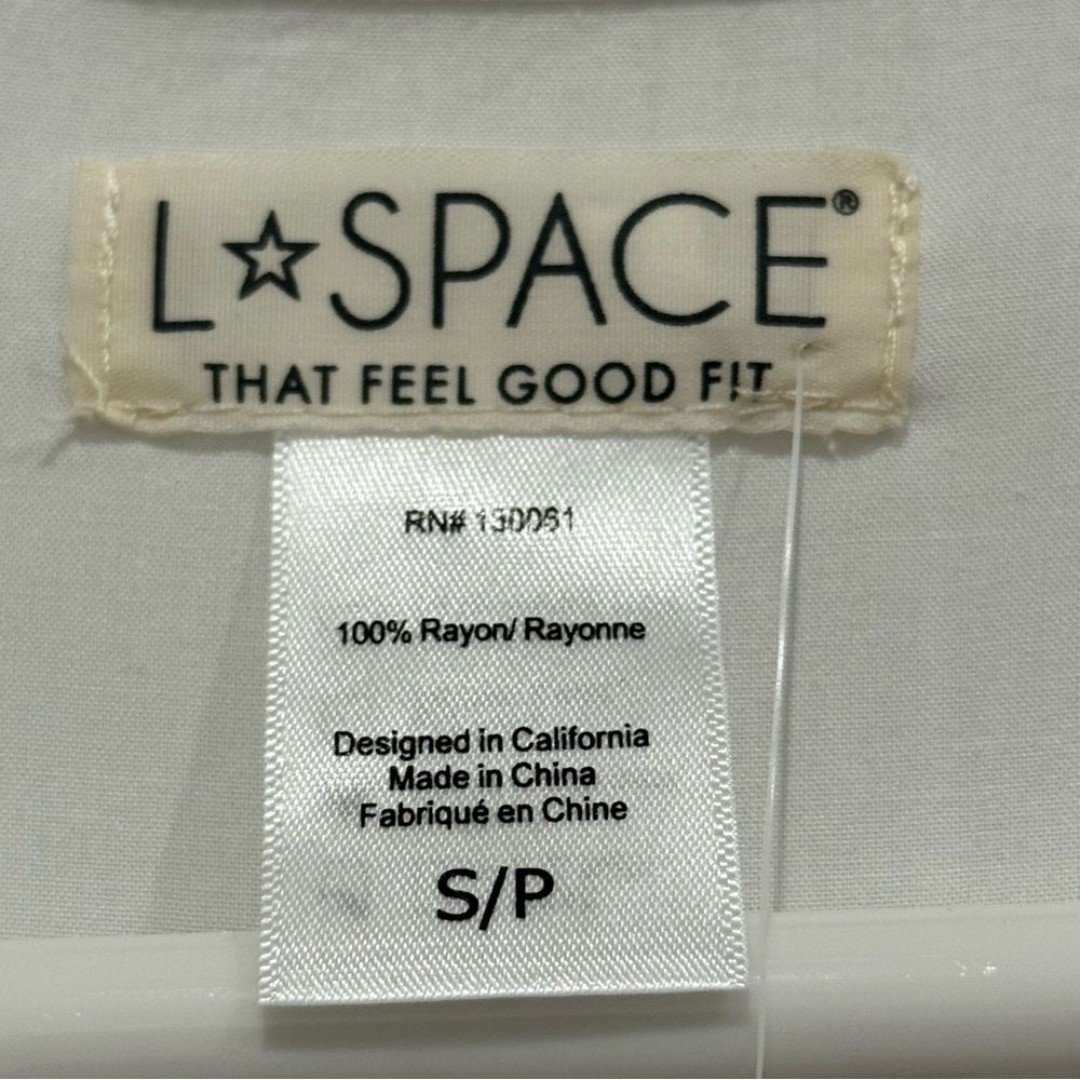 L☆SPACE®
THAT FEEL GOOD FIT
RN# 130061
100% Rayon/ Rayonne
Designed in California
Made in China
Fabriqué en Chine
S/P